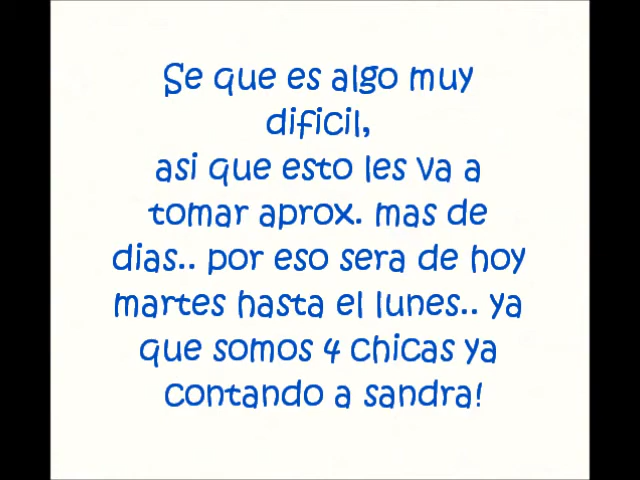 Se que es algo muy
dificil,
asi que esto les va a
tomar aprox. mas de
dias.. por eso sera de hoy
martes hasta el lunes.. ya
que somos 4 chicas ya
contando a sandra!